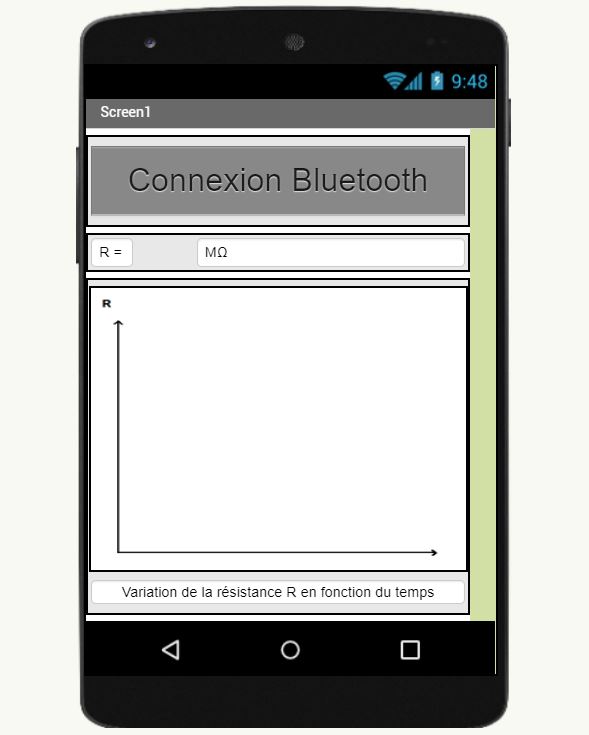 9:48
Screen1
Connexion Bluetooth
R = MΩ
R
Variation de la résistance R en fonction du temps